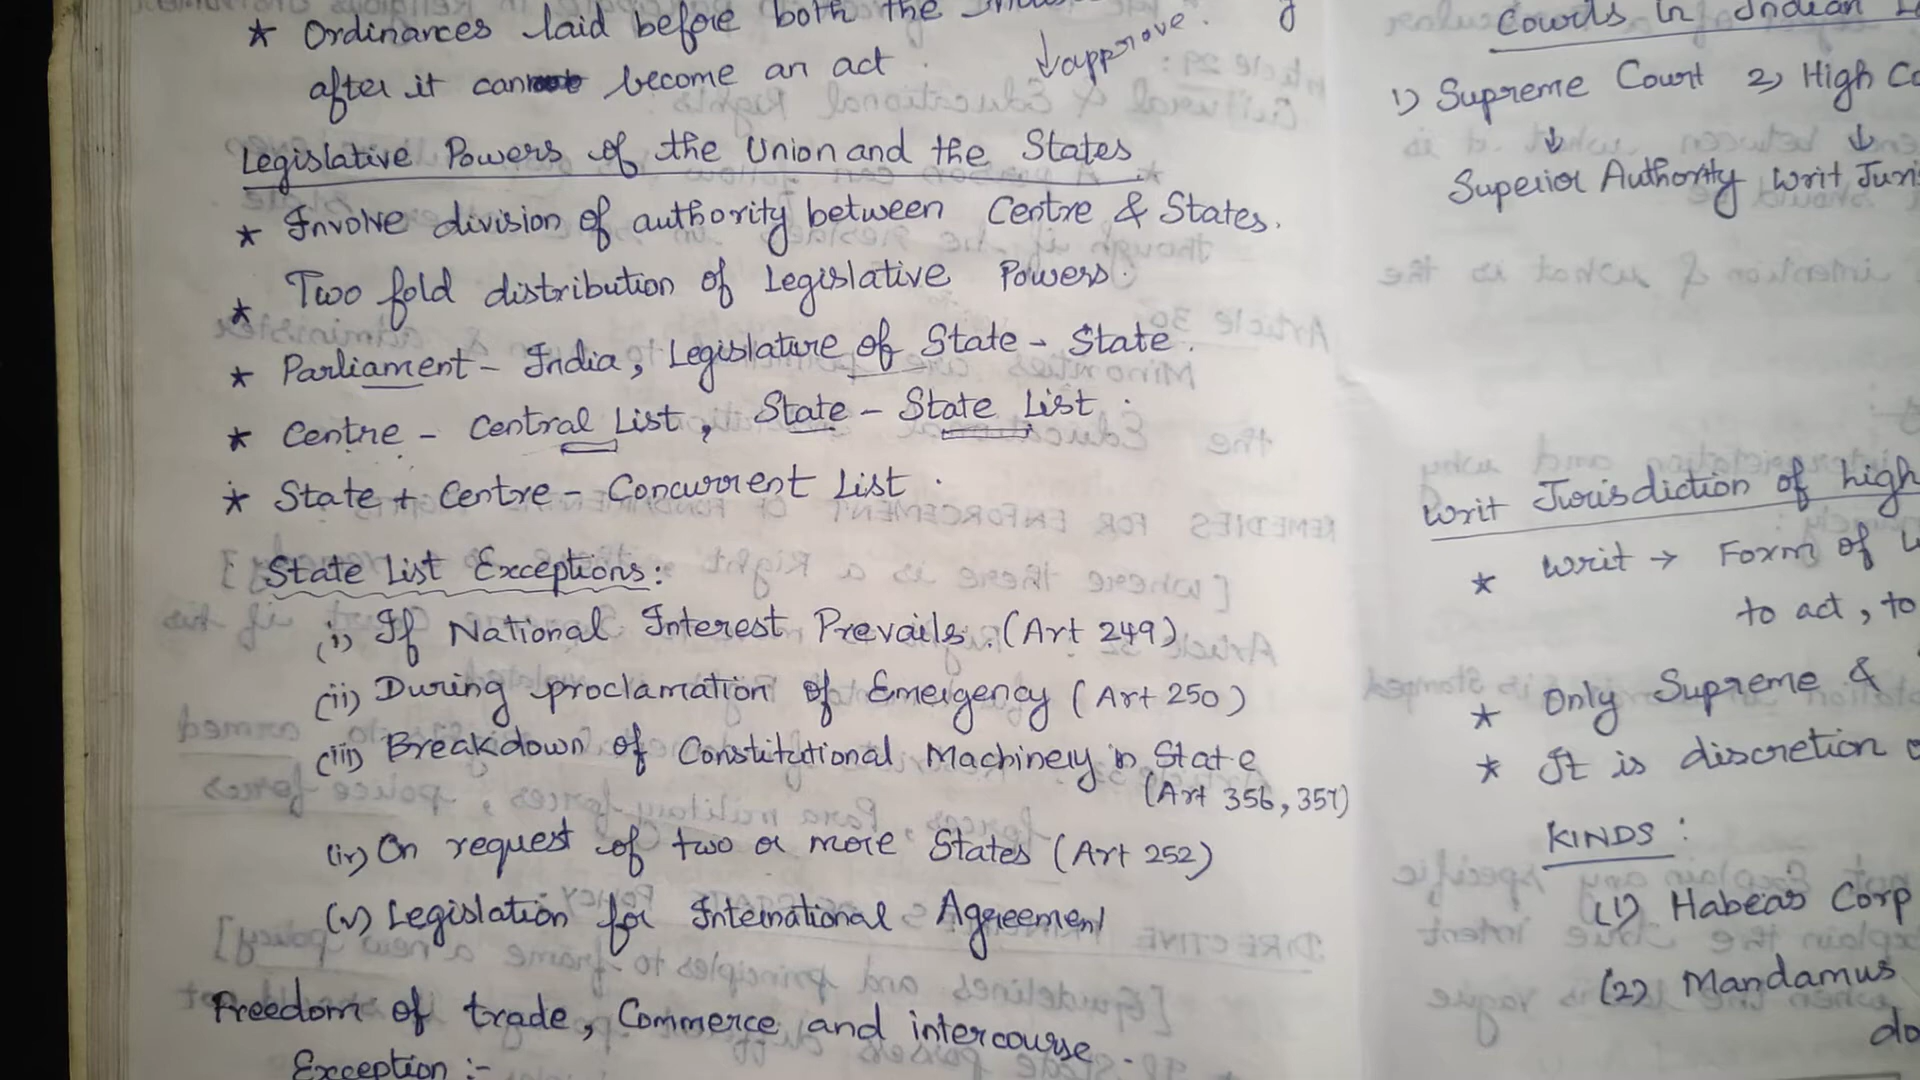 * Ordinances laid before both the
↓approve.
after it can become an act.
Legislative Powers of the Union and the States
* Involve division of authority between Centre & States.
* Two fold distribution of Legislative Powers.
* Parliament - India, Legislature of State - State.
* Centre - Central List, State - State List.
* State + Centre - Concurrent List.
State List Exceptions:
(i) If National Interest Prevails. (Art 249)
(ii) During proclamation of Emergency (Art 250)
(iii) Breakdown of Constitutional Machinery in State
(Art 356, 357)
(iv) On request of two or more States (Art 252)
(v) Legislation for International Agreement
Freedom of trade, Commerce and intercourse.
Exception :-
Courts in Indian
1) Supreme Court 2) High Co
↓ ↓
Superior Authority Writ Juris
Writ Jurisdiction of high
* Writ → Form of
to act, to
* Only Supreme &
* It is discretion
KINDS :
(1) Habeas Corp
(2) Mandamus
do